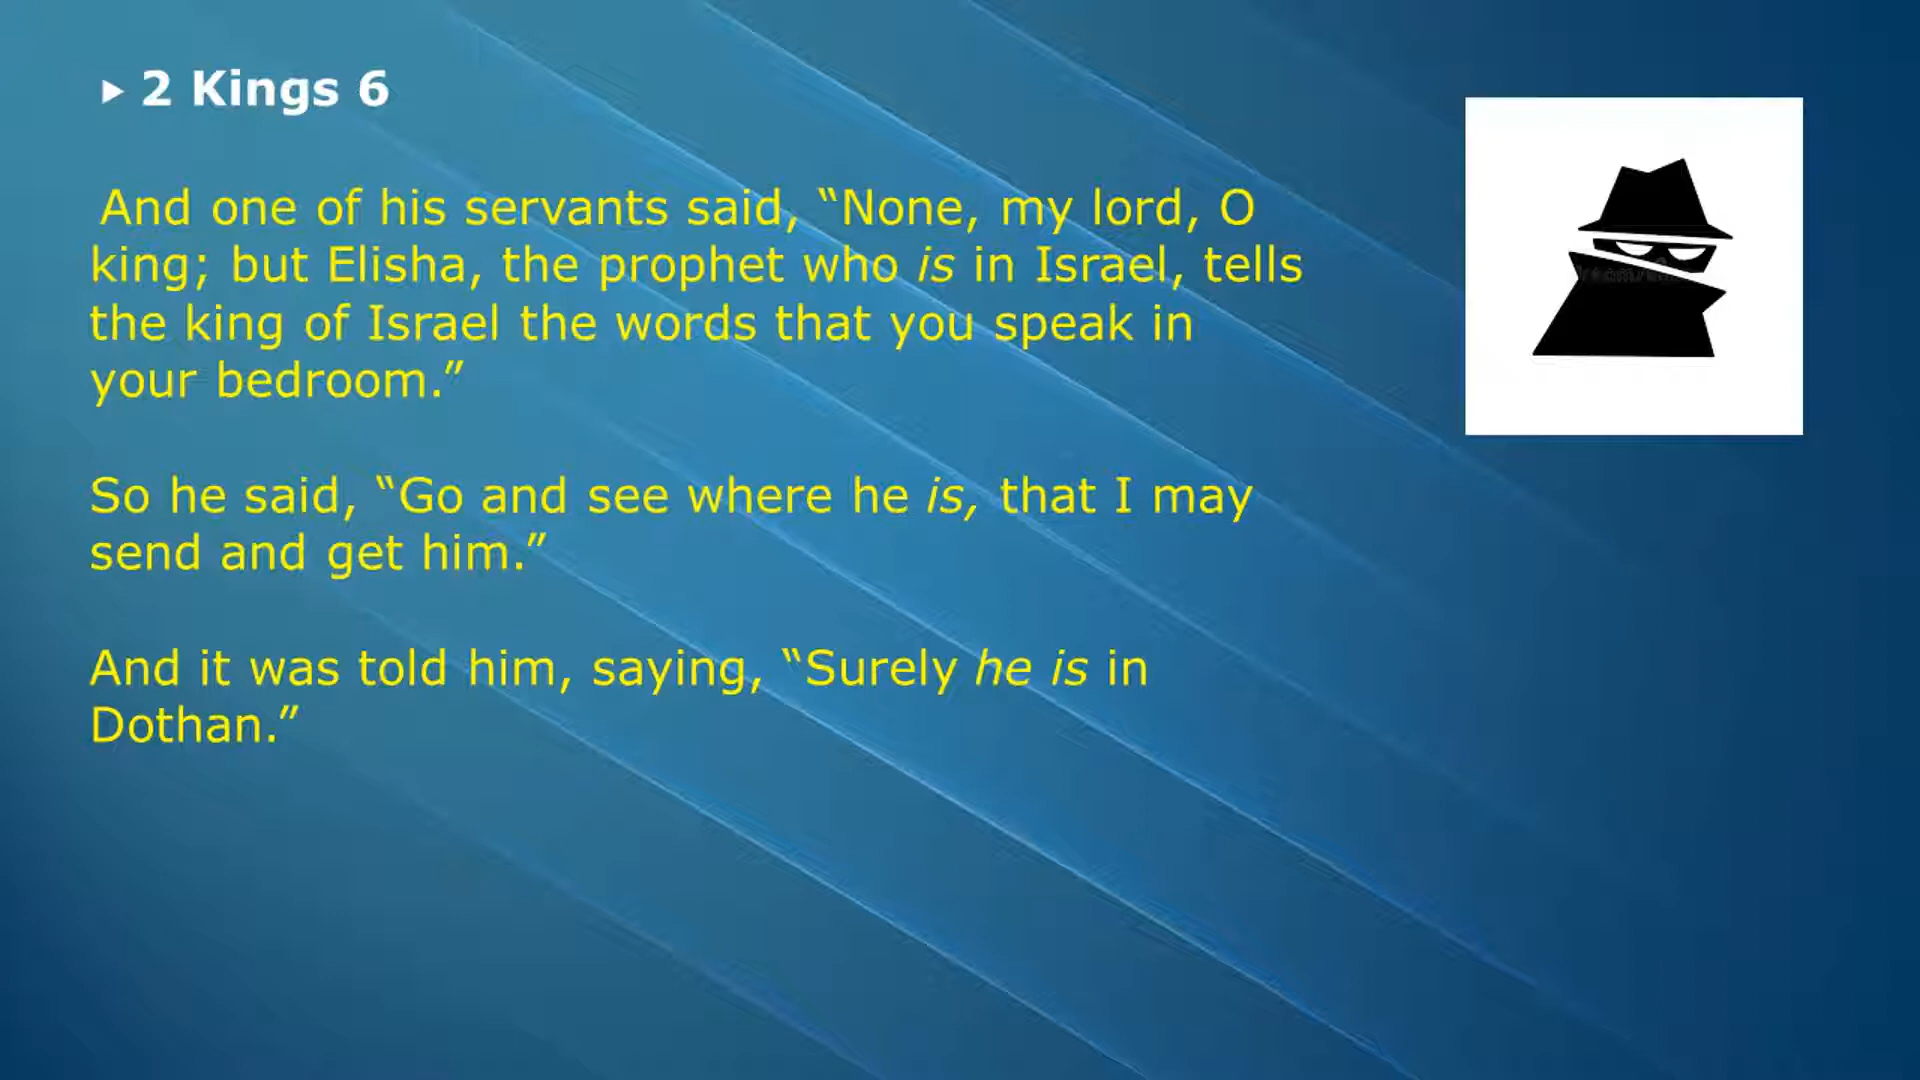 2 Kings 6
And one of his servants said, “None, my lord, O
king; but Elisha, the prophet who is in Israel, tells
the king of Israel the words that you speak in
your bedroom.”
So he said, “Go and see where he is, that I may
send and get him.”
And it was told him, saying, “Surely he is in
Dothan.”